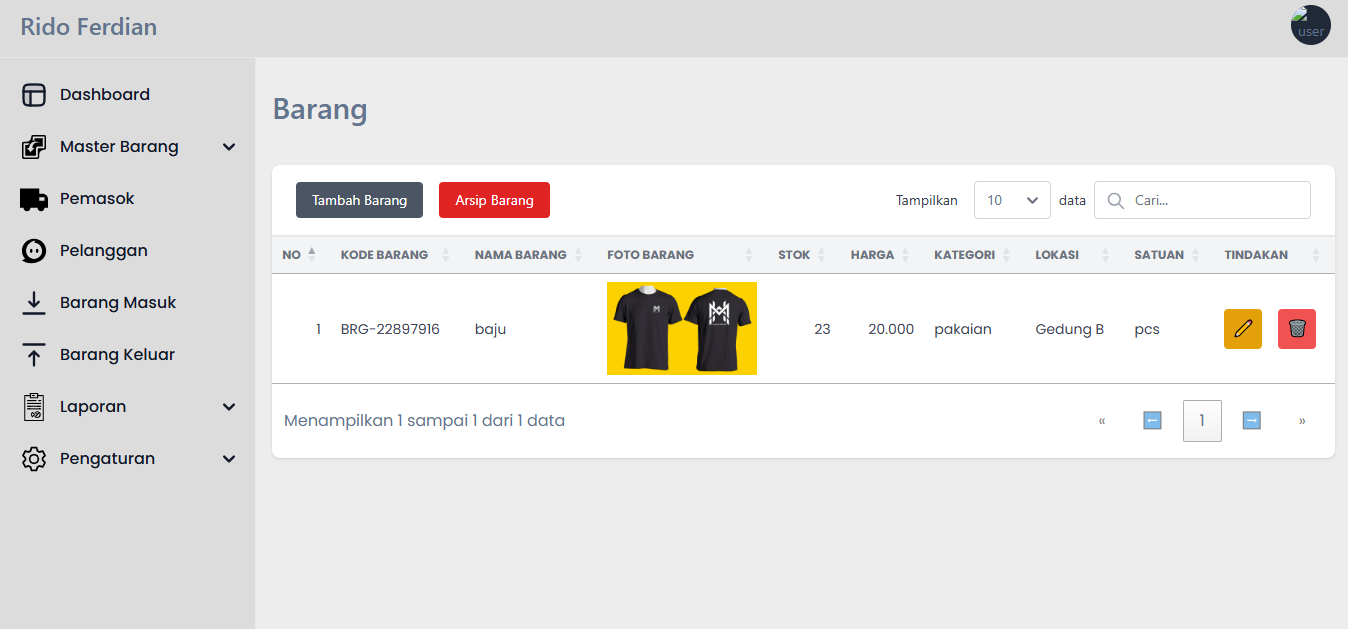 Rido Ferdian
user
Dashboard
Master Barang
Pemasok
Pelanggan
Barang Masuk
Barang Keluar
Laporan
Pengaturan
Barang
Tambah Barang Arsip Barang Tampilkan 10 data Cari...
NO KODE BARANG NAMA BARANG FOTO BARANG STOK HARGA KATEGORI LOKASI SATUAN TINDAKAN
1 BRG-22897916 baju 23 20.000 pakaian Gedung B pcs
Menampilkan 1 sampai 1 dari 1 data « ← 1 → »